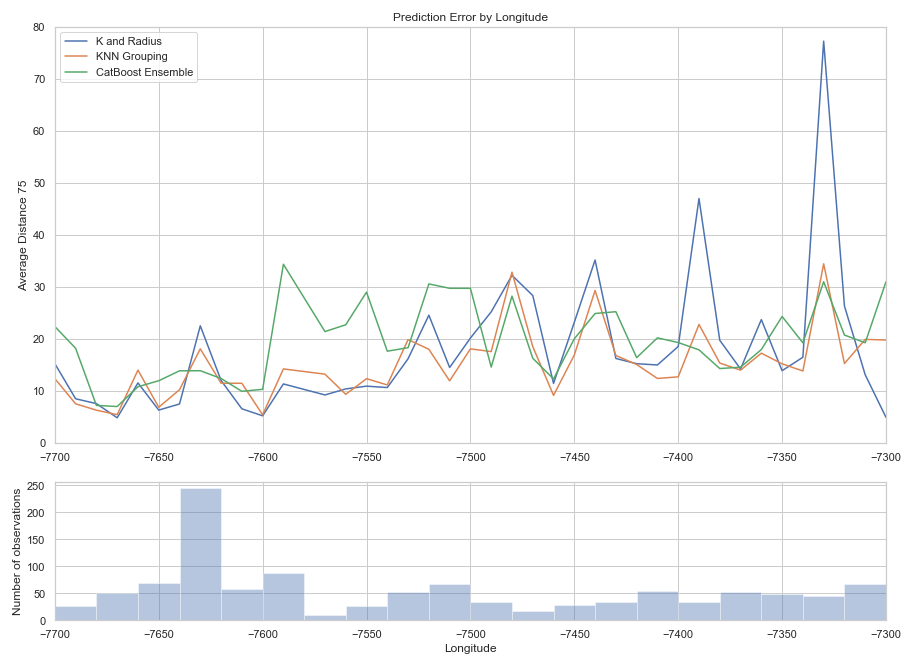 Prediction Error by Longitude
K and Radius
KNN Grouping
CatBoost Ensemble
Average Distance 75
80
70
60
50
40
30
20
10
0
−7700 −7650 −7600 −7550 −7500 −7450 −7400 −7350 −7300
Number of observations
250
200
150
100
50
0
−7700 −7650 −7600 −7550 −7500 −7450 −7400 −7350 −7300
Longitude